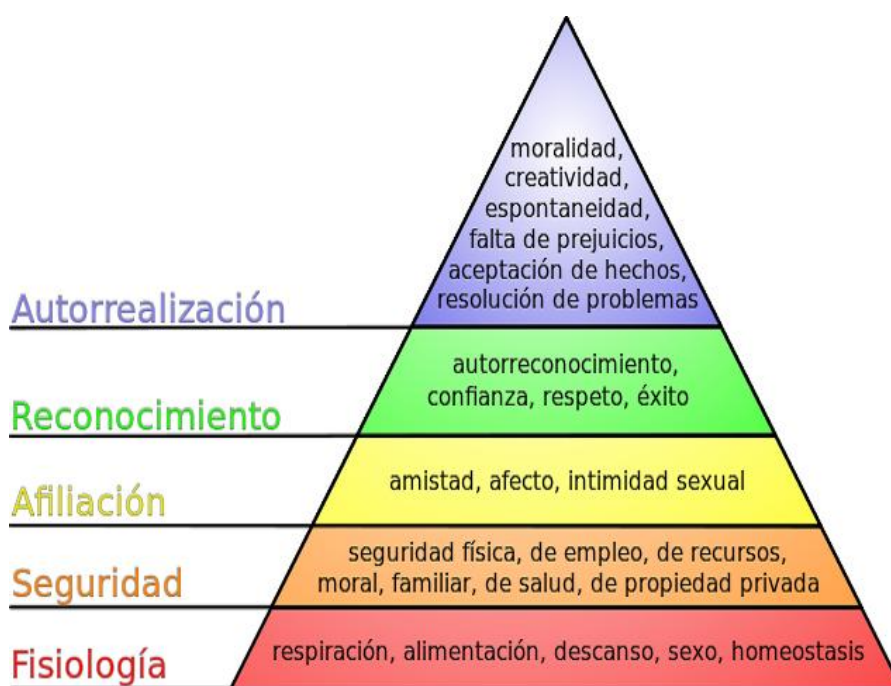 moralidad,
creatividad,
espontaneidad,
falta de prejuicios,
aceptación de hechos,
resolución de problemas
Autorrealización
autorreconocimiento,
confianza, respeto, éxito
Reconocimiento
amistad, afecto, intimidad sexual
Afiliación
seguridad física, de empleo, de recursos,
moral, familiar, de salud, de propiedad privada
Seguridad
respiración, alimentación, descanso, sexo, homeostasis
Fisiología